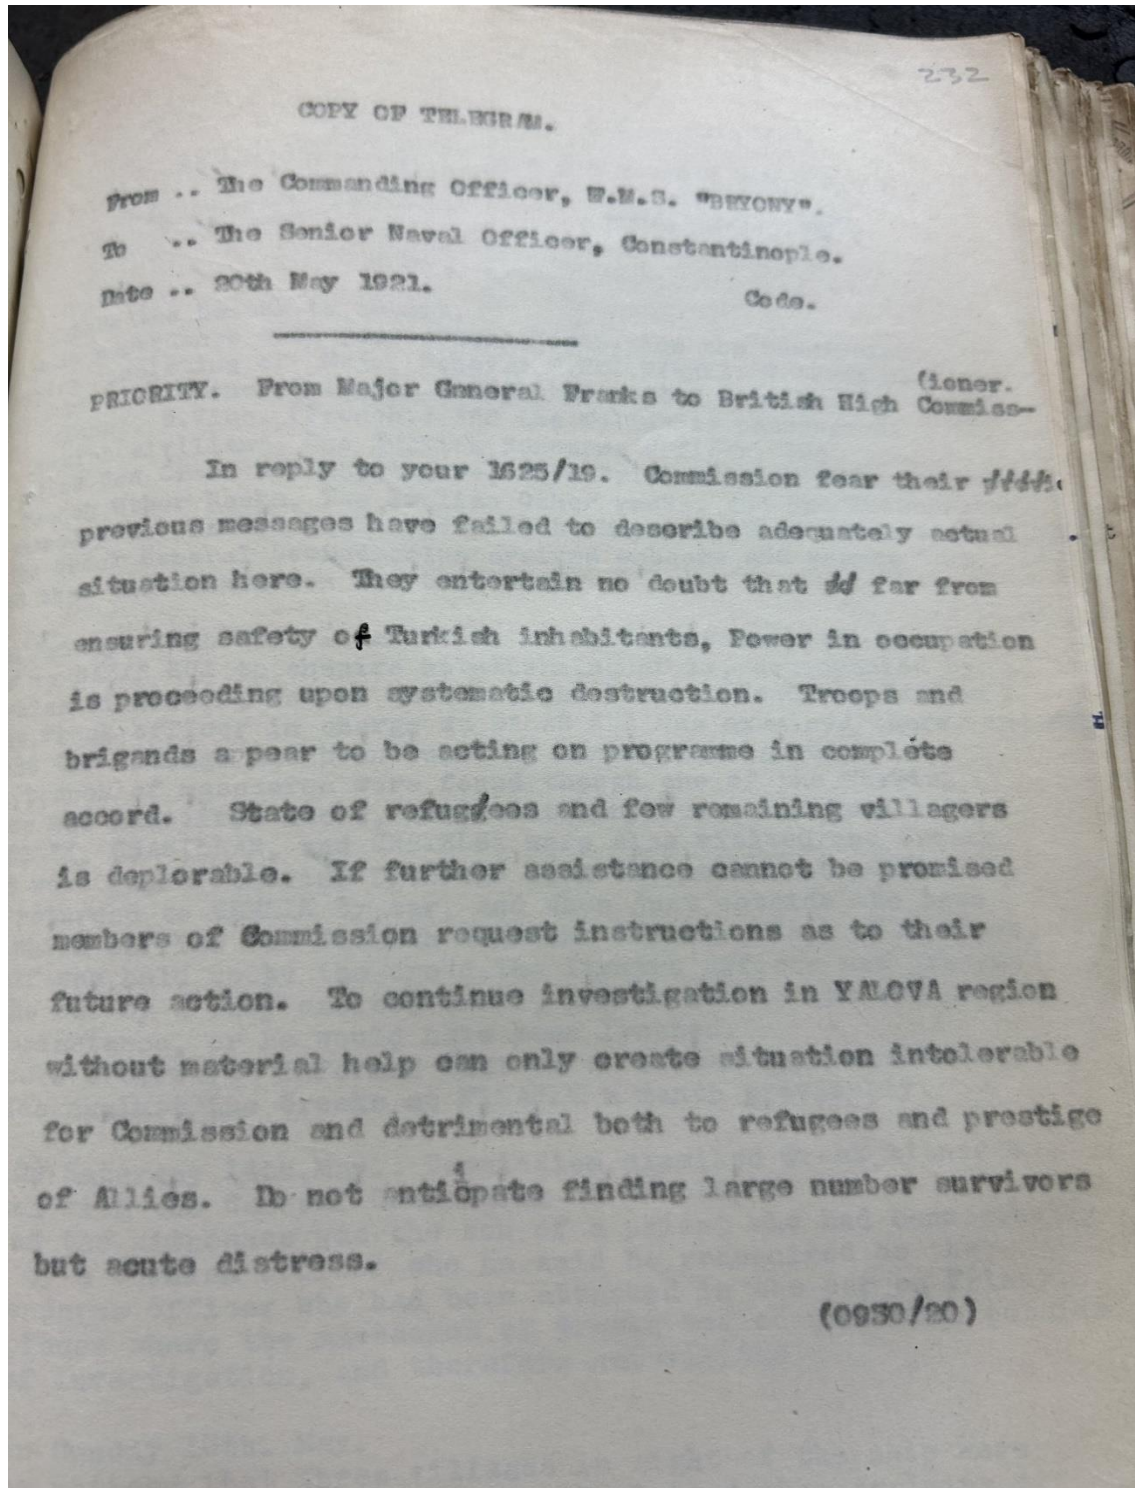 232
COPY OF TELEGRAM.
From .. The Commanding Officer, H.M.S. "BRYONY".
To .. The Senior Naval Officer, Constantinople.
Date .. 20th May 1921.
Code.
(ioner.
PRIORITY. From Major General Franks to British High Commiss-
In reply to your 1625/19. Commission fear their
previous messages have failed to describe adequately actual
situation here. They entertain no doubt that far from
ensuring safety of Turkish inhabitants, Power in occupation
is proceeding upon systematic destruction. Troops and
brigands a pear to be acting on programme in complete
accord. State of refugees and few remaining villagers
is deplorable. If further assistance cannot be promised
members of Commission request instructions as to their
future action. To continue investigation in YALOVA region
without material help can only create situation intolerable
for Commission and detrimental both to refugees and prestige
of Allies. Do not anticipate finding large number survivors
but acute distress.
(0930/20)